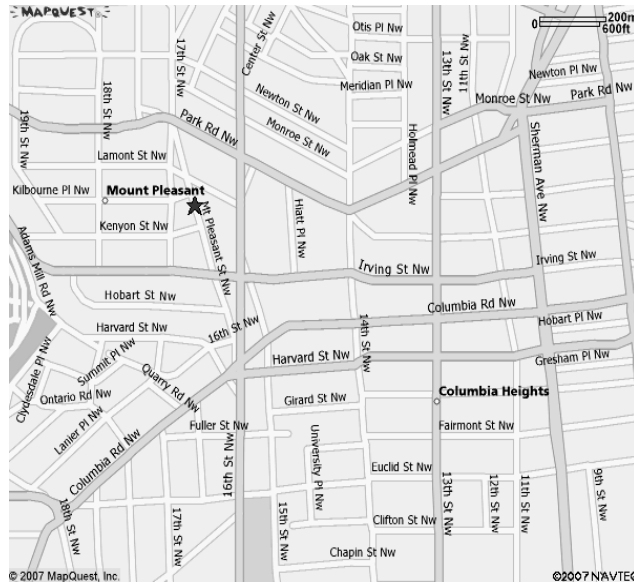 MAPQUEST.
200m
0
600ft
17th St NW
Center St NW
Otis Pl NW
Oak St NW
Meridian Pl NW
13th St NW
11th St NW
Newton Pl NW
18th St NW
Newton St NW
Monroe St NW
Park Rd NW
19th St NW
Park Rd NW
Monroe St NW
Holmead Pl NW
Sherman Ave NW
Lamont St NW
Kilbourne Pl NW
Mount Pleasant
Mt Pleasant St NW
Hiatt Pl NW
Kenyon St NW
Adams Mill Rd NW
Irving St NW
Irving St NW
Hobart St NW
Columbia Rd NW
Hobart Pl NW
Harvard St NW
16th St NW
14th St NW
Summit Pl NW
Harvard St NW
Gresham Pl NW
Clydesdale Pl NW
Quarry Rd NW
Columbia Heights
Ontario Rd NW
Girard St NW
Lanier Pl NW
Fuller St NW
Fairmont St NW
Columbia Rd NW
University Pl NW
16th St NW
Euclid St NW
13th St NW
12th St NW
11th St NW
9th St NW
18th St NW
17th St NW
15th St NW
Clifton St NW
Chapin St NW
© 2007 MapQuest, Inc.
©2007 NAVTEQ